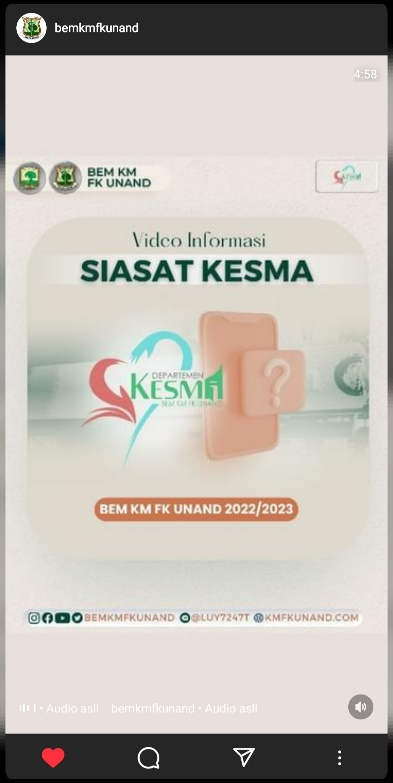 bemkmfkunand
4:58
BEM KM
FK UNAND
Kesma
Video Informasi
SIASAT KESMA
DEPARTEMEN
KESMA
BEM KM FK UNAND
?
BEM KM FK UNAND 2022/2023
BEMKMFKUNAND @LUY7247T KMFKUNAND.COM
• Audio asli bemkmfkunand • Audio asli